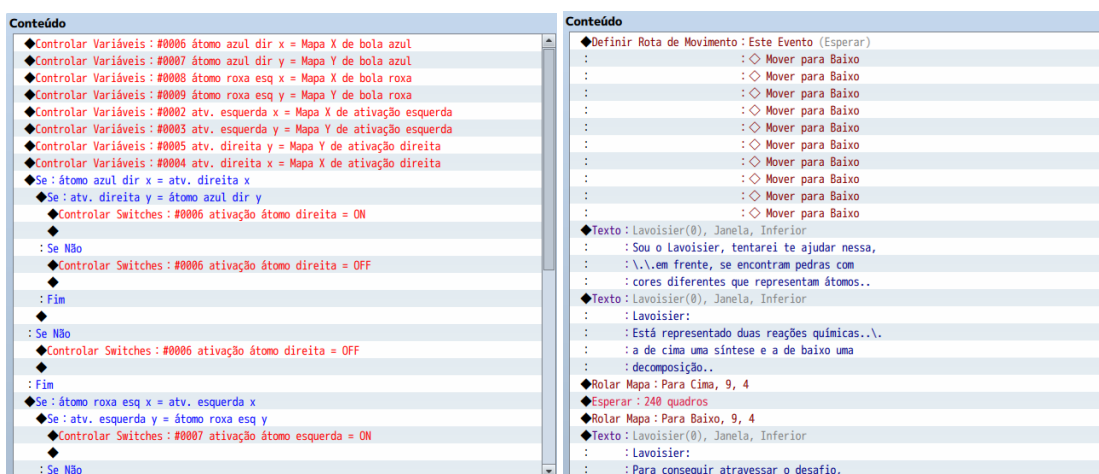 Conteúdo
◆Controlar Variáveis：#0006 átomo azul dir x = Mapa X de bola azul
◆Controlar Variáveis：#0007 átomo azul dir y = Mapa Y de bola azul
◆Controlar Variáveis：#0008 átomo roxa esq x = Mapa X de bola roxa
◆Controlar Variáveis：#0009 átomo roxa esq y = Mapa Y de bola roxa
◆Controlar Variáveis：#0002 atv. esquerda x = Mapa X de ativação esquerda
◆Controlar Variáveis：#0003 atv. esquerda y = Mapa Y de ativação esquerda
◆Controlar Variáveis：#0005 atv. direita y = Mapa Y de ativação direita
◆Controlar Variáveis：#0004 atv. direita x = Mapa X de ativação direita
◆Se：átomo azul dir x = atv. direita x
◆Se：atv. direita y = átomo azul dir y
◆Controlar Switches：#0006 ativação átomo direita = ON
◆
：Se Não
◆Controlar Switches：#0006 ativação átomo direita = OFF
◆
：Fim
◆
：Se Não
◆Controlar Switches：#0006 ativação átomo direita = OFF
◆
：Fim
◆Se：átomo roxa esq x = atv. esquerda x
◆Se：atv. esquerda y = átomo roxa esq y
◆Controlar Switches：#0007 ativação átomo esquerda = ON
◆
：Se Não
Conteúdo
◆Definir Rota de Movimento：Este Evento (Esperar)
：：◇ Mover para Baixo
：：◇ Mover para Baixo
：：◇ Mover para Baixo
：：◇ Mover para Baixo
：：◇ Mover para Baixo
：：◇ Mover para Baixo
：：◇ Mover para Baixo
：：◇ Mover para Baixo
：：◇ Mover para Baixo
：：◇ Mover para Baixo
◆Texto：Lavoisier(0), Janela, Inferior
：：Sou o Lavoisier, tentarei te ajudar nessa,
：：\.\.em frente, se encontram pedras com
：：cores diferentes que representam átomos..
◆Texto：Lavoisier(0), Janela, Inferior
：：Lavoisier:
：：Está representado duas reações químicas..\.
：：a de cima uma síntese e a de baixo uma
：：decomposição..
◆Rolar Mapa：Para Cima, 9, 4
◆Esperar：240 quadros
◆Rolar Mapa：Para Baixo, 9, 4
◆Texto：Lavoisier(0), Janela, Inferior
：：Lavoisier:
：：Para conseguir atravessar o desafio,